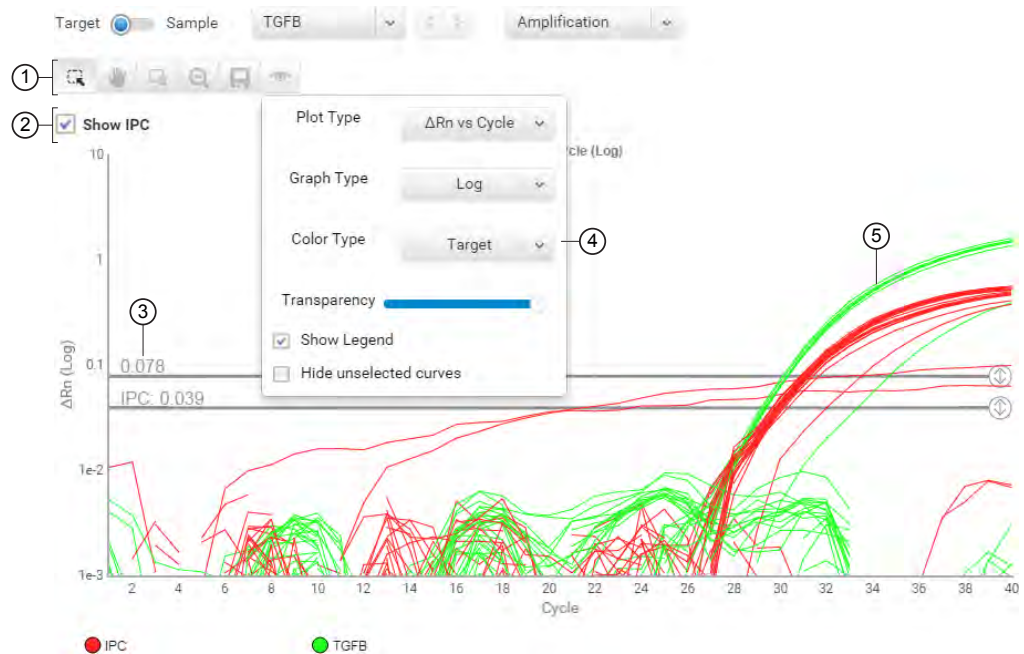 Target Sample TGFB Amplification
1
2 Show IPC
Plot Type ΔRn vs Cycle
cle (Log)
Graph Type Log
Color Type Target 4
Transparency
Show Legend
Hide unselected curves
3
5
ΔRn (Log)
10
1
0.1
1e-2
1e-3
0.078
IPC: 0.039
2 4 6 8 10 12 14 16 18 20 22 24 26 28 30 32 34 36 38 40
Cycle
IPC TGFB